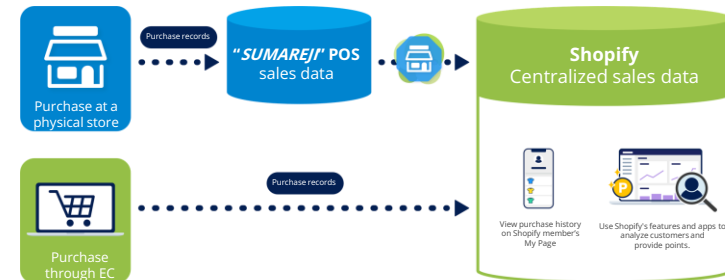 Purchase records
"SUMAREJI" POS
sales data
Shopify
Centralized sales data
Purchase at a
physical store
Purchase records
View purchase history
on Shopify member's
My Page
Use Shopify's features and apps to
analyze customers and
provide points.
P
Purchase
through EC